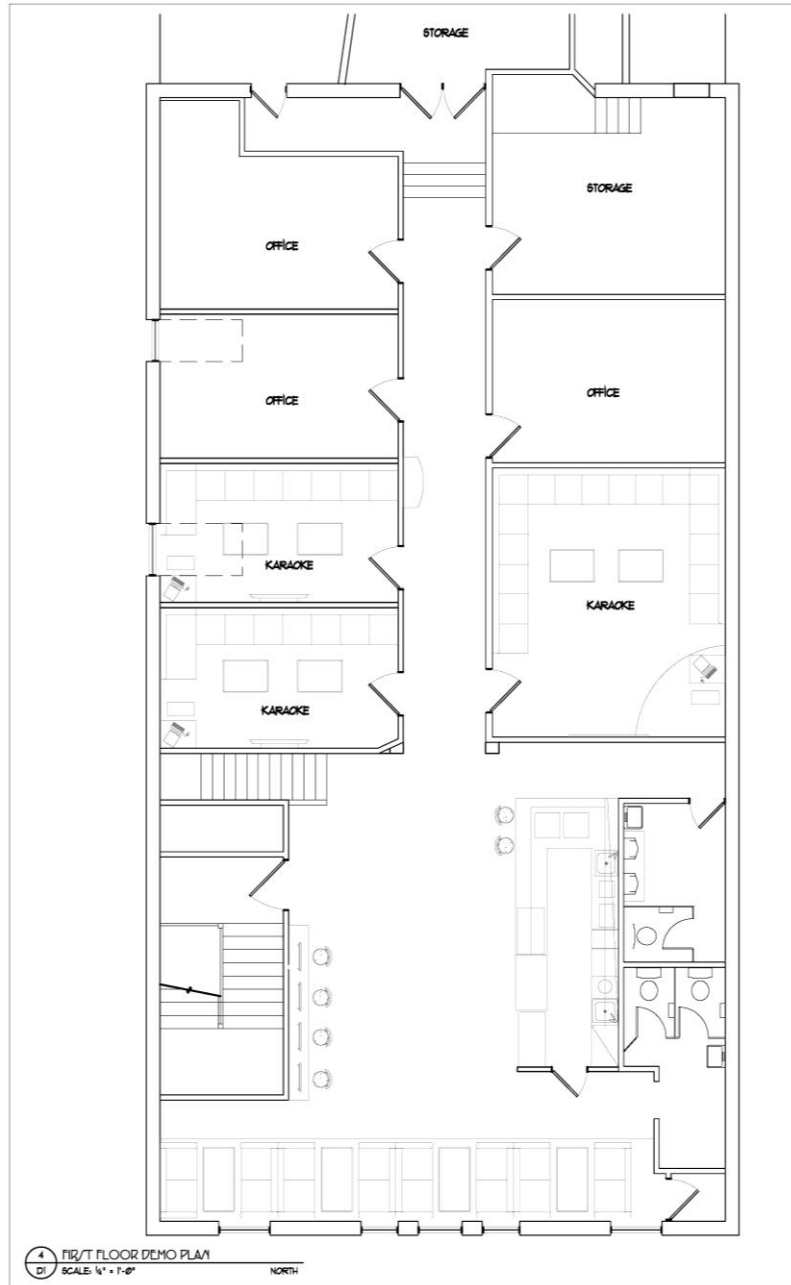 STORAGE
STORAGE
OFFICE
OFFICE
OFFICE
KARAOKE
KARAOKE
KARAOKE
4
D1
FIRST FLOOR DEMO PLAN
SCALE: 1/4" = 1'-0"
NORTH